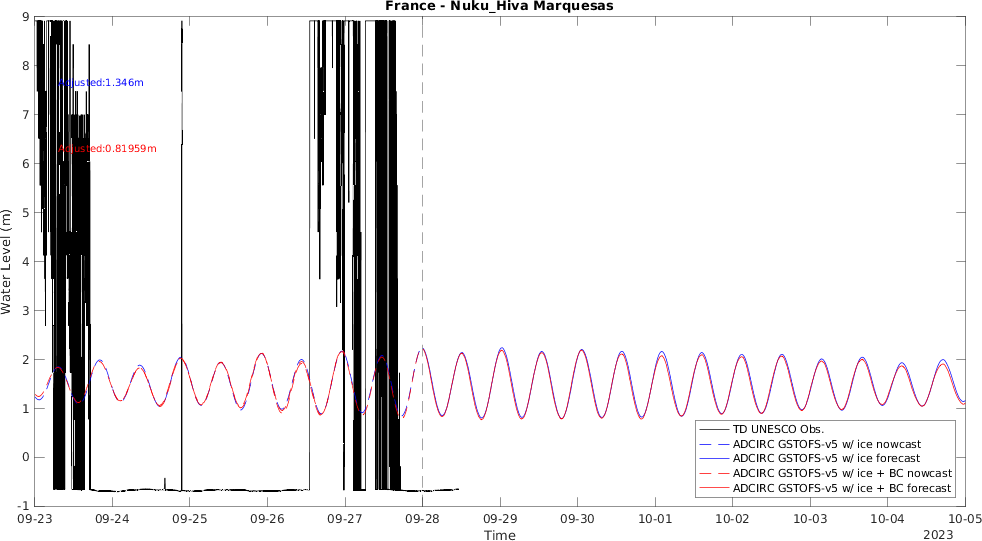 France - Nuku_Hiva Marquesas
Water Level (m)
9
8
7
6
5
4
3
2
1
0
-1
Adjusted:1.346m
Adjusted:0.81959m
TD UNESCO Obs.
ADCIRC GSTOFS-v5 w/ ice nowcast
ADCIRC GSTOFS-v5 w/ ice forecast
ADCIRC GSTOFS-v5 w/ ice + BC nowcast
ADCIRC GSTOFS-v5 w/ ice + BC forecast
09-23 09-24 09-25 09-26 09-27 09-28 09-29 09-30 10-01 10-02 10-03 10-04 10-05
Time
2023